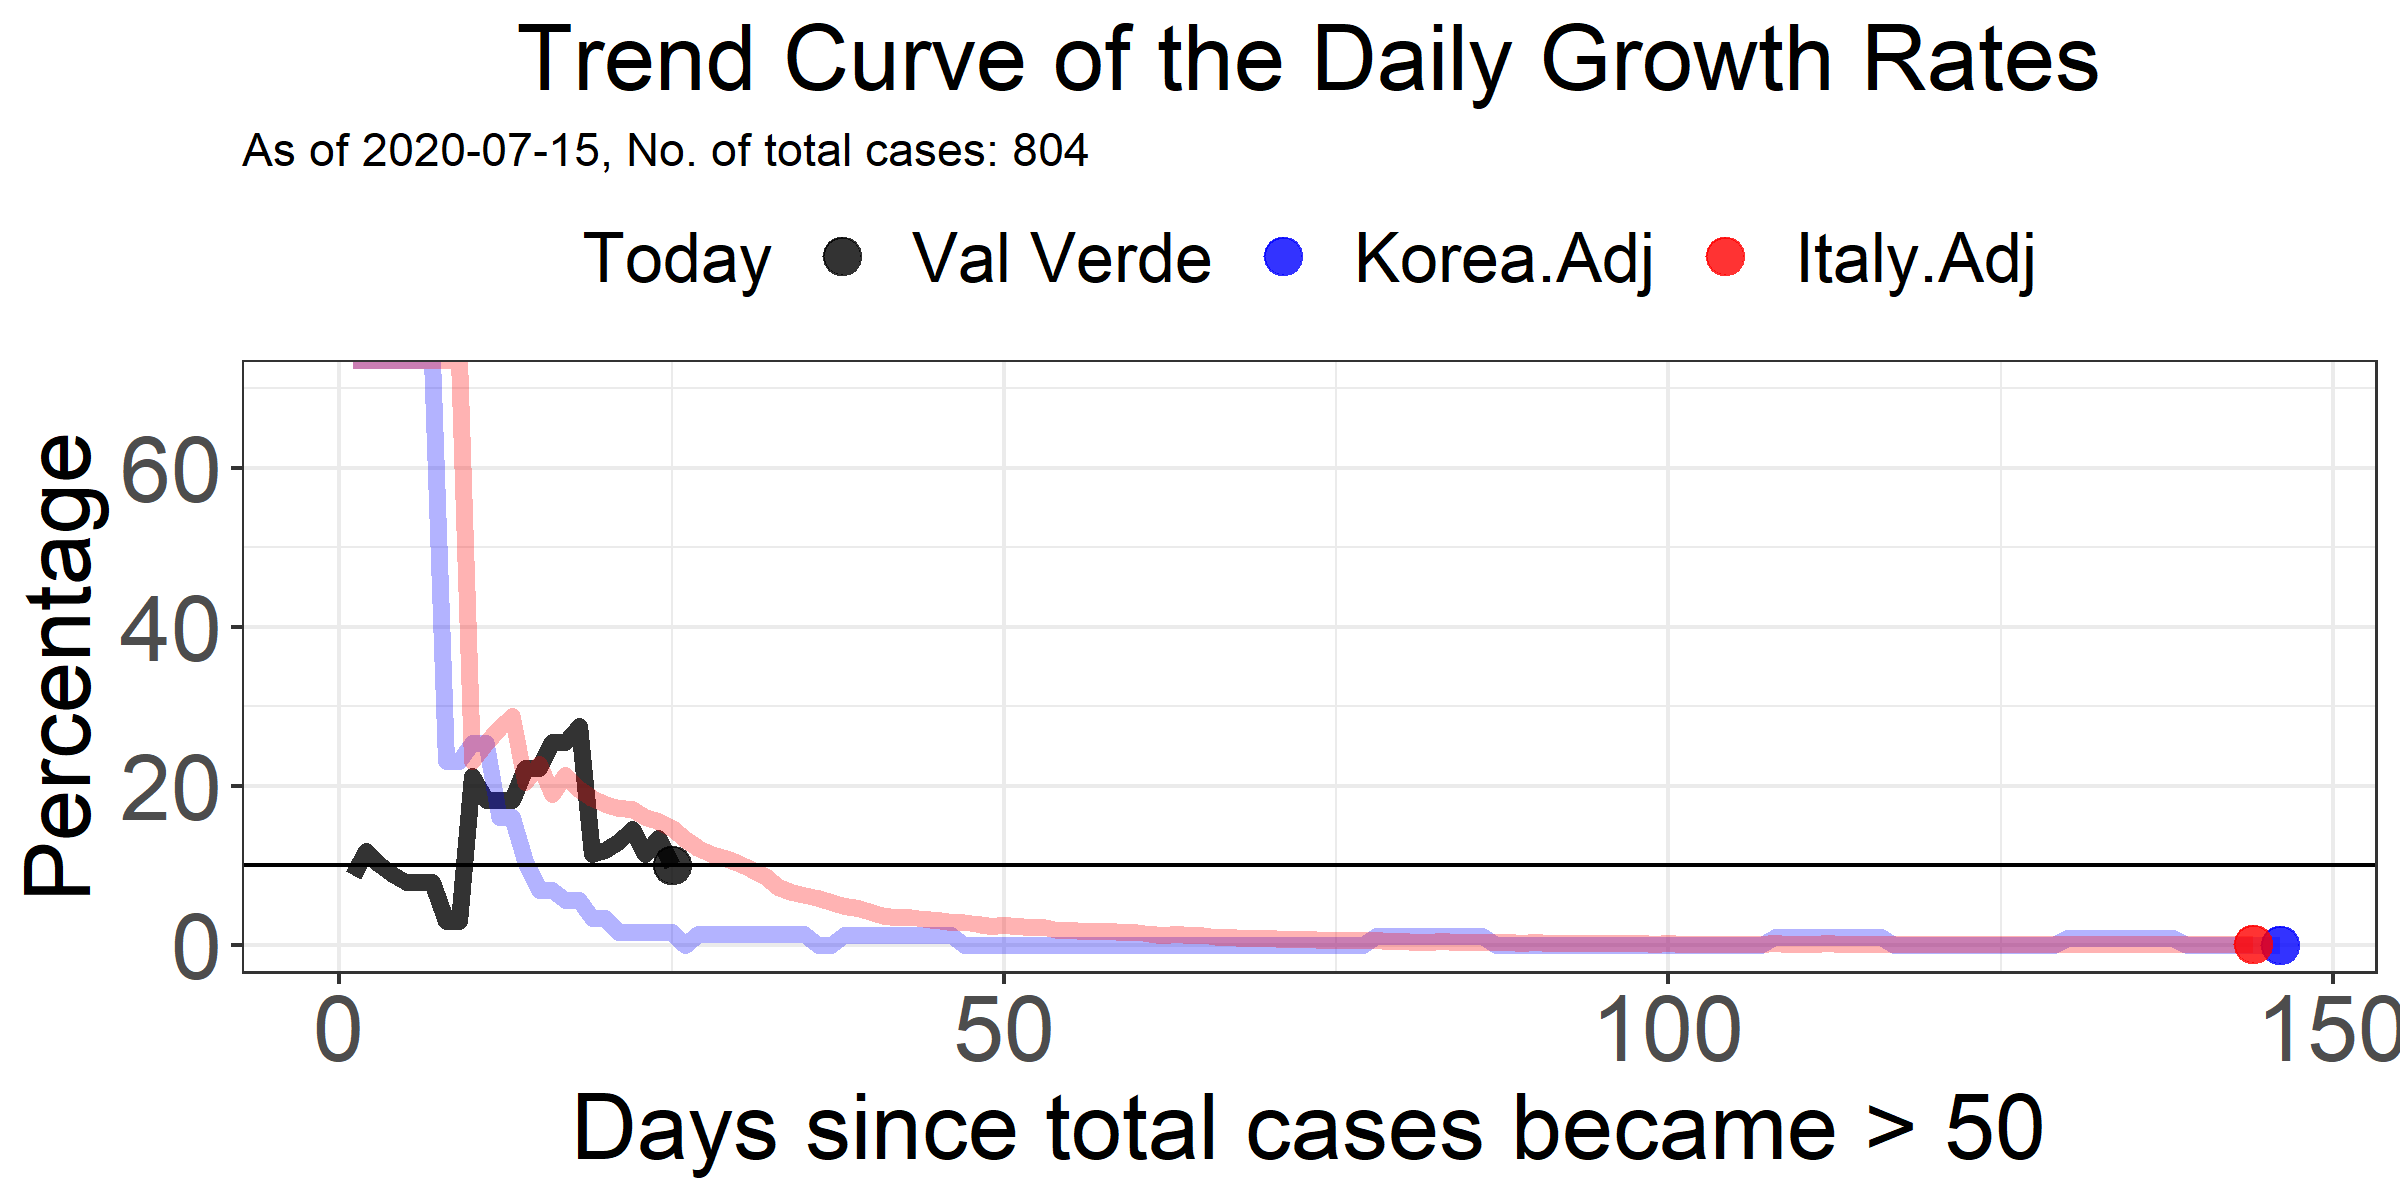 Trend Curve of the Daily Growth Rates
As of 2020-07-15, No. of total cases: 804
Today Val Verde Korea.Adj Italy.Adj
Percentage
60
40
20
0
0 50 100 150
Days since total cases became > 50